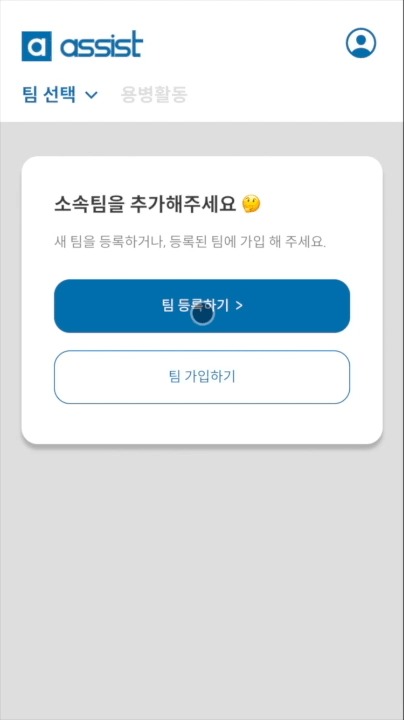 a assist
팀 선택 용병활동
소속팀을 추가해주세요 🤔
새 팀을 등록하거나, 등록된 팀에 가입 해 주세요.
팀 등록하기 >
팀 가입하기